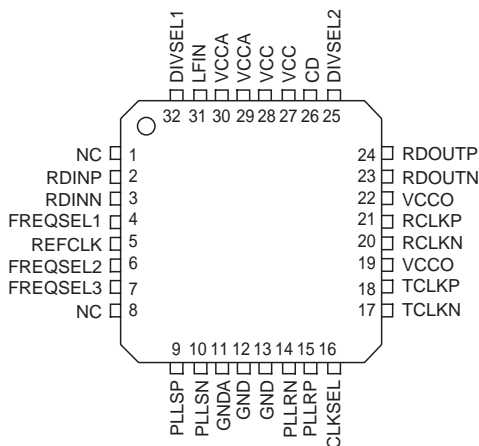 DIVSEL1
LFIN
VCCA
VCCA
VCC
VCC
CD
DIVSEL2
32 31 30 29 28 27 26 25
NC 1
RDINP 2
RDINN 3
FREQSEL1 4
REFCLK 5
FREQSEL2 6
FREQSEL3 7
NC 8
24 RDOUTP
23 RDOUTN
22 VCCO
21 RCLKP
20 RCLKN
19 VCCO
18 TCLKP
17 TCLKN
9 10 11 12 13 14 15 16
PLLSP
PLLSN
GNDA
GND
GND
PLLRN
PLLRP
CLKSEL